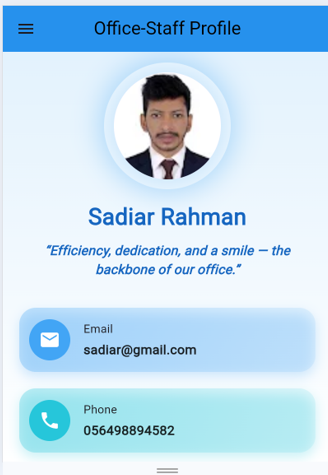 Office-Staff Profile
Sadiar Rahman
“Efficiency, dedication, and a smile — the
backbone of our office.”
Email
sadiar@gmail.com
Phone
056498894582